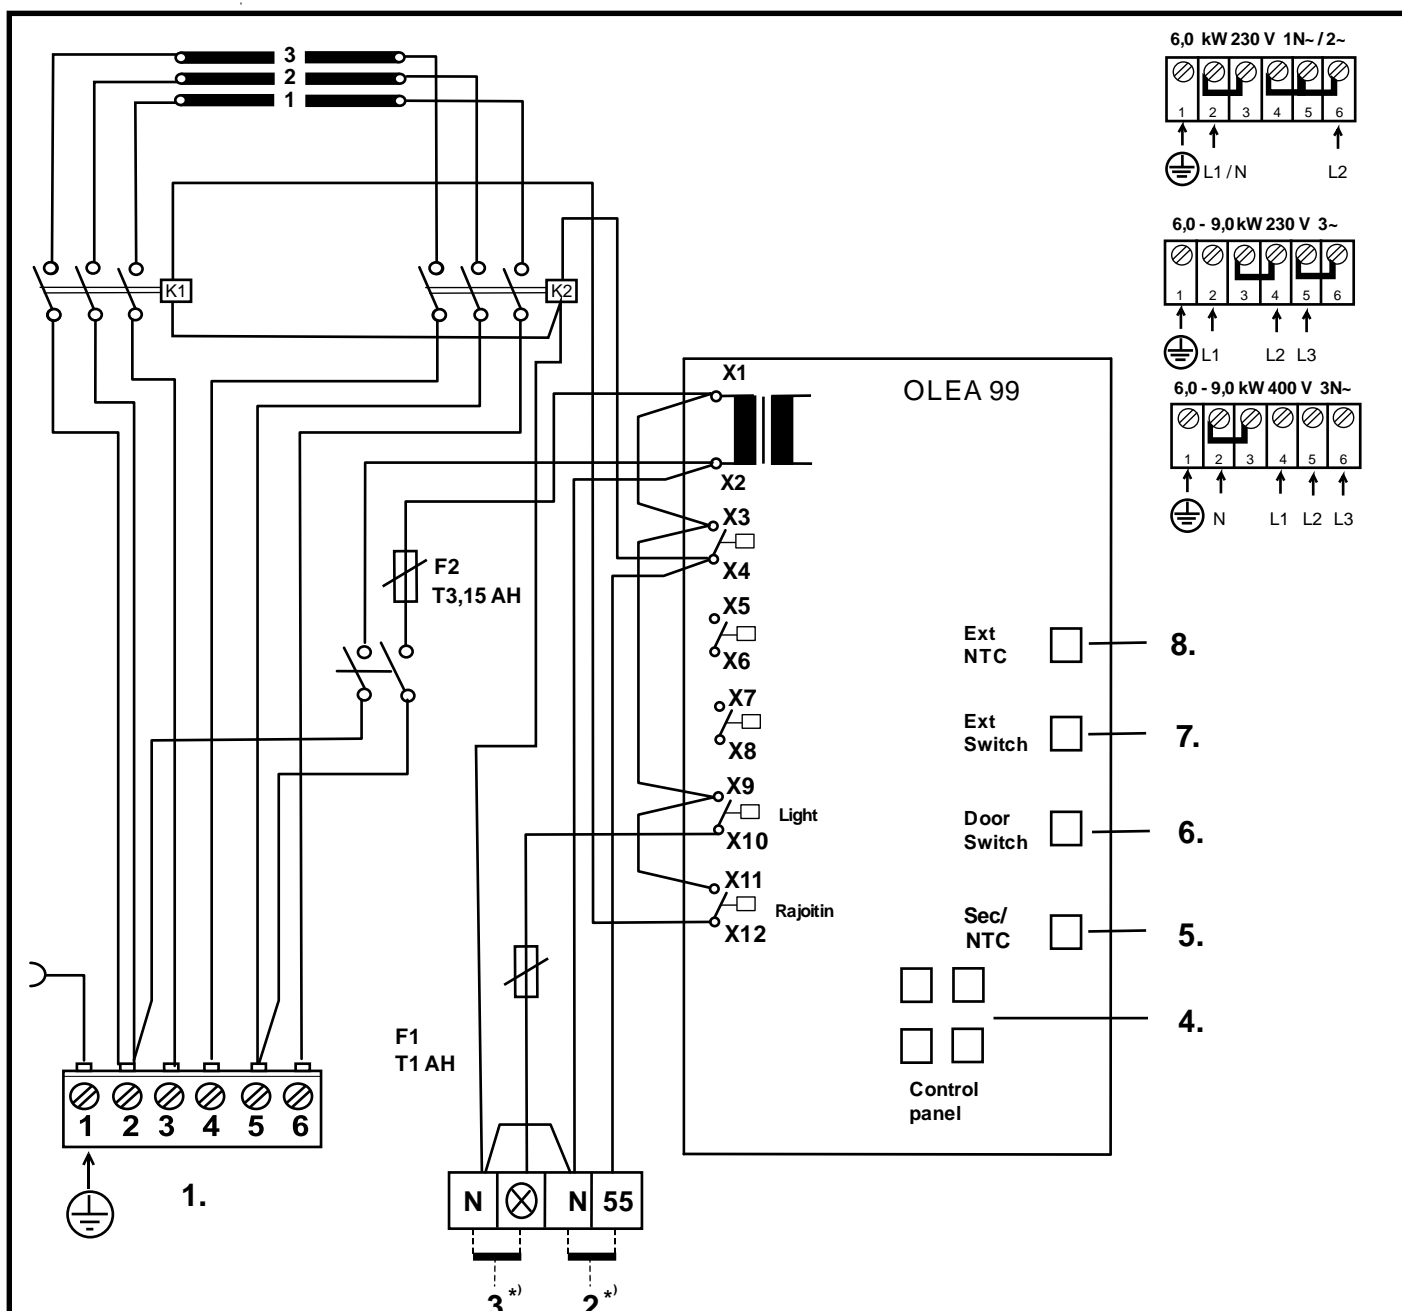 3
2
1
K1
K2
6,0 kW 230 V 1N~ / 2~
1 2 3 4 5 6
L1 / N L2
6,0 - 9,0 kW 230 V 3~
1 2 3 4 5 6
L1 L2 L3
6,0 - 9,0 kW 400 V 3N~
1 2 3 4 5 6
N L1 L2 L3
OLEA 99
X1
X2
X3
X4
X5
X6
X7
X8
X9
Light
X10
X11
Rajoitin
X12
F2
T3,15 AH
Ext
NTC
8.
Ext
Switch
7.
Door
Switch
6.
Sec/
NTC
5.
4.
Control
panel
F1
T1 AH
1 2 3 4 5 6
1.
N N 55
3 *)
2 *)